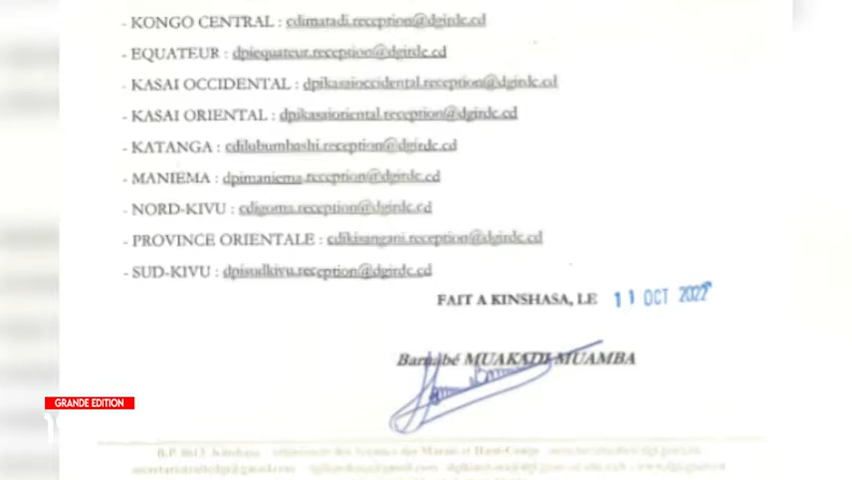 - KONGO CENTRAL : cdimatadi.reception@dgirdc.cd
- EQUATEUR : dpiequateur.reception@dgirdc.cd
- KASAI OCCIDENTAL : dpikasaioccidental.reception@dgirdc.cd
- KASAI ORIENTAL : dpikasaioriental.reception@dgirdc.cd
- KATANGA : cdilubumbashi.reception@dgirdc.cd
- MANIEMA : dpimaniema.reception@dgirdc.cd
- NORD-KIVU : cdigoma.reception@dgirdc.cd
- PROVINCE ORIENTALE : cdikisangani.reception@dgirdc.cd
- SUD-KIVU : dpisudkivu.reception@dgirdc.cd
FAIT A KINSHASA, LE 11 OCT 2022
Barnabé MUAKADI MUAMBA
GRANDE EDITION